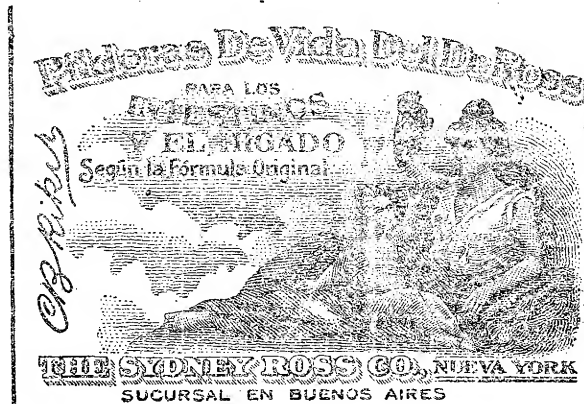 Píldoras De Vida Del Dr. Ross
PARA LOS
INTESTINOS
Y EL HIGADO
Según la Fórmula Original
THE SYDNEY ROSS CO., NUEVA YORK
SUCURSAL EN BUENOS AIRES